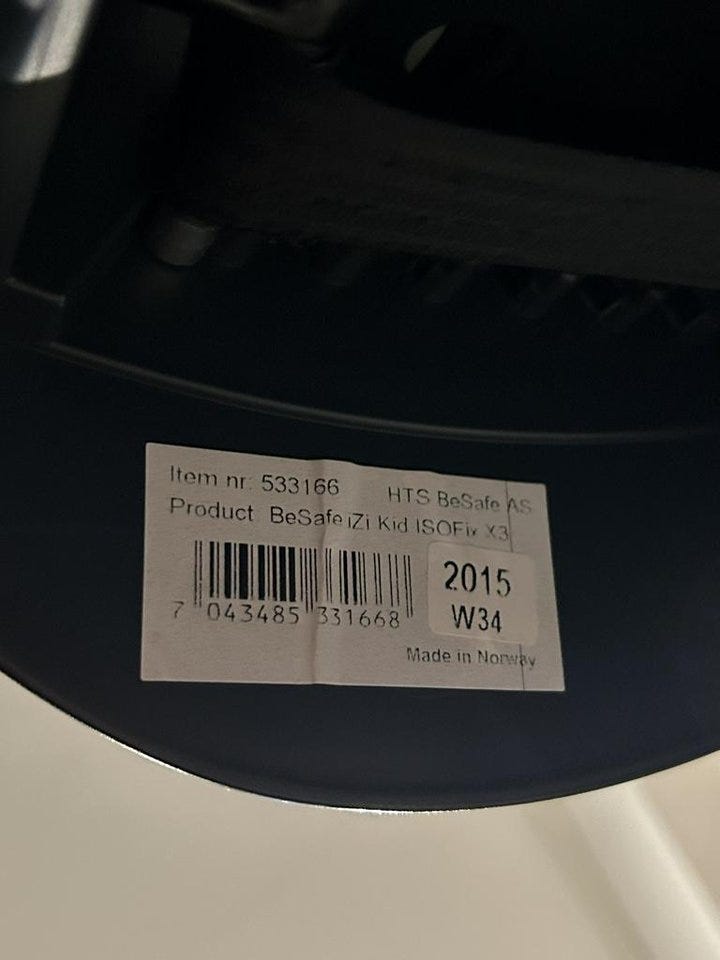 Item nr: 533166 HTS BeSafe AS
Product BeSafe iZi Kid ISOFix X3
7 043485 331668
2015
W34
Made in Norway